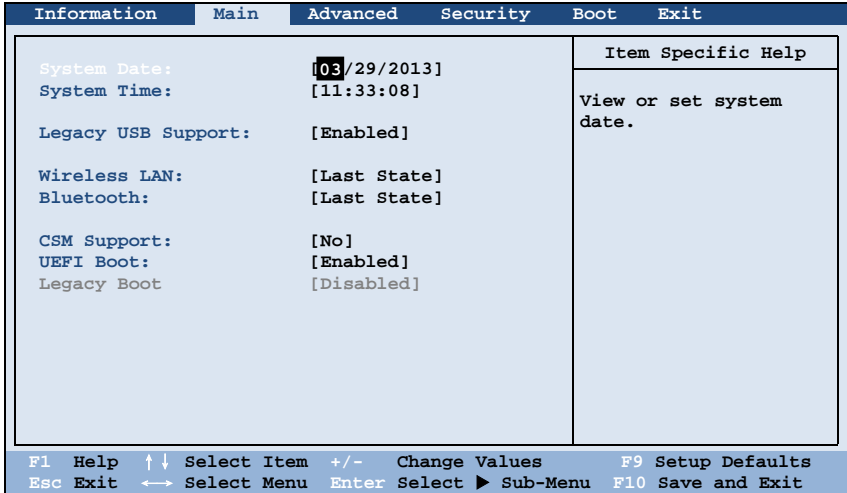 Information Main Advanced Security Boot Exit
System Date: [03/29/2013]
System Time: [11:33:08]
Legacy USB Support: [Enabled]
Wireless LAN: [Last State]
Bluetooth: [Last State]
CSM Support: [No]
UEFI Boot: [Enabled]
Legacy Boot [Disabled]
Item Specific Help
View or set system
date.
F1 Help ↑↓ Select Item +/- Change Values F9 Setup Defaults
Esc Exit ←→ Select Menu Enter Select ▶ Sub-Menu F10 Save and Exit